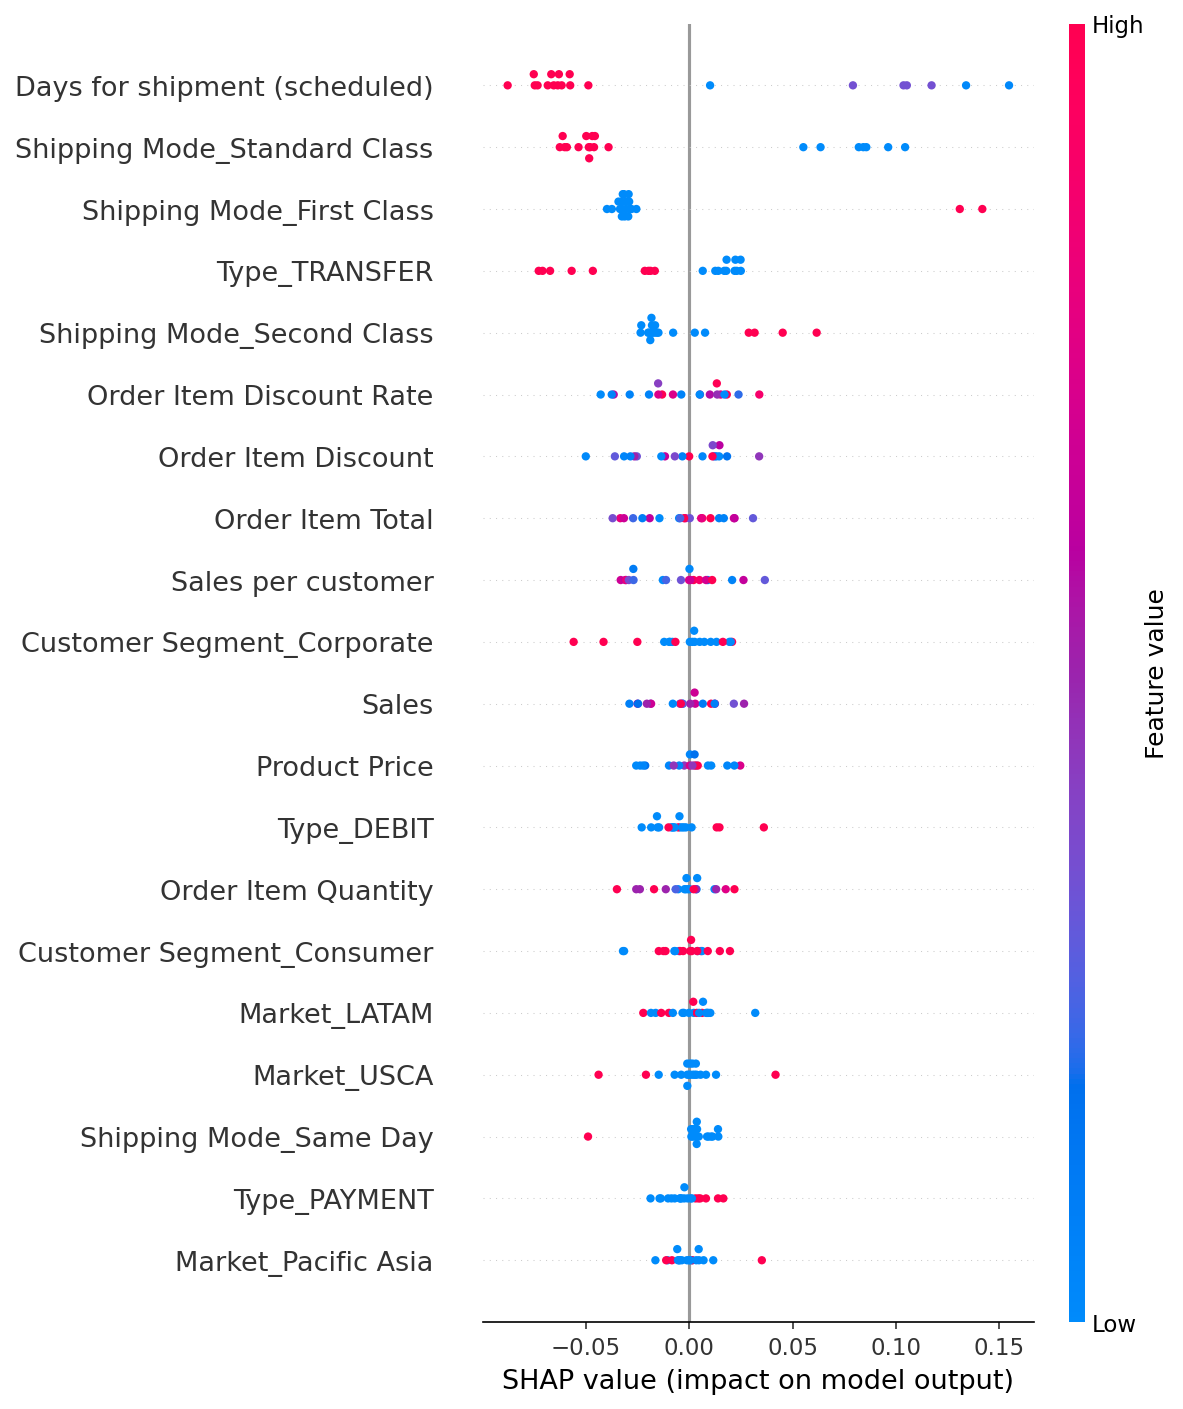 High
Days for shipment (scheduled)
Shipping Mode_Standard Class
Shipping Mode_First Class
Type_TRANSFER
Shipping Mode_Second Class
Order Item Discount Rate
Order Item Discount
Order Item Total
Sales per customer
Customer Segment_Corporate
Sales
Product Price
Type_DEBIT
Order Item Quantity
Customer Segment_Consumer
Market_LATAM
Market_USCA
Shipping Mode_Same Day
Type_PAYMENT
Market_Pacific Asia
Feature value
Low
−0.05 0.00 0.05 0.10 0.15
SHAP value (impact on model output)